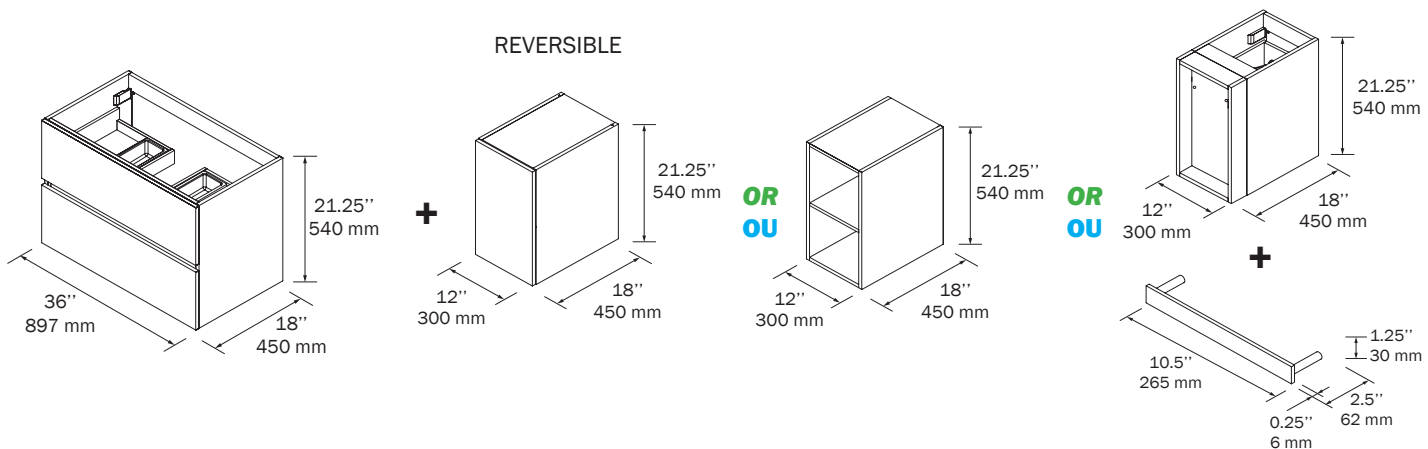 REVERSIBLE
21.25’’
540 mm
36’’
897 mm
18’’
450 mm
+
21.25’’
540 mm
12’’
300 mm
18’’
450 mm
OR
OU
21.25’’
540 mm
12’’
300 mm
18’’
450 mm
OR
OU
21.25’’
540 mm
12’’
300 mm
18’’
450 mm
+
10.5’’
265 mm
1.25’’
30 mm
2.5’’
62 mm
0.25’’
6 mm